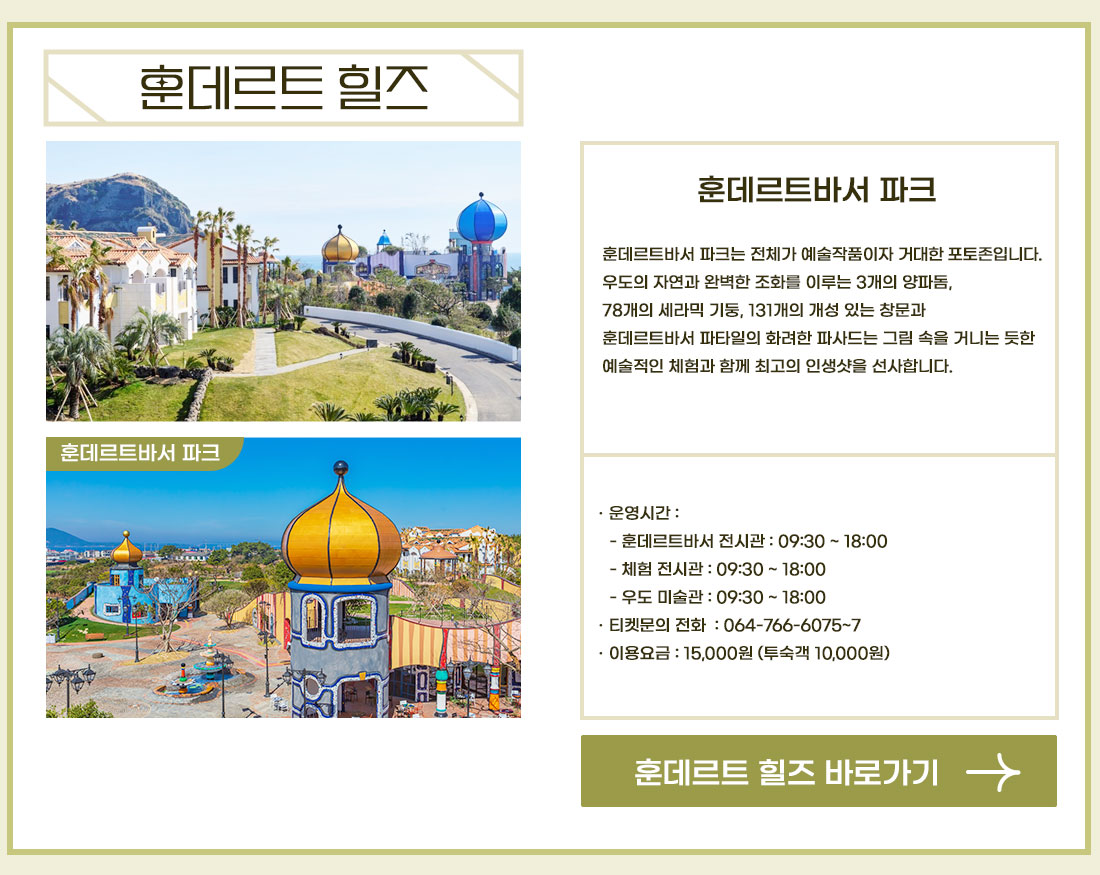 훈데르트 힐즈
훈데르트바서 파크
훈데르트바서 파크
훈데르트바서 파크는 전체가 예술작품이자 거대한 포토존입니다.
우도의 자연과 완벽한 조화를 이루는 3개의 양파돔,
78개의 세라믹 기둥, 131개의 개성 있는 창문과
훈데르트바서 파타일의 화려한 파사드는 그림 속을 거니는 듯한
예술적인 체험과 함께 최고의 인생샷을 선사합니다.
· 운영시간 :
- 훈데르트바서 전시관 : 09:30 ~ 18:00
- 체험 전시관 : 09:30 ~ 18:00
- 우도 미술관 : 09:30 ~ 18:00
· 티켓문의 전화 : 064-766-6075~7
· 이용요금 : 15,000원 (투숙객 10,000원)
훈데르트 힐즈 바로가기